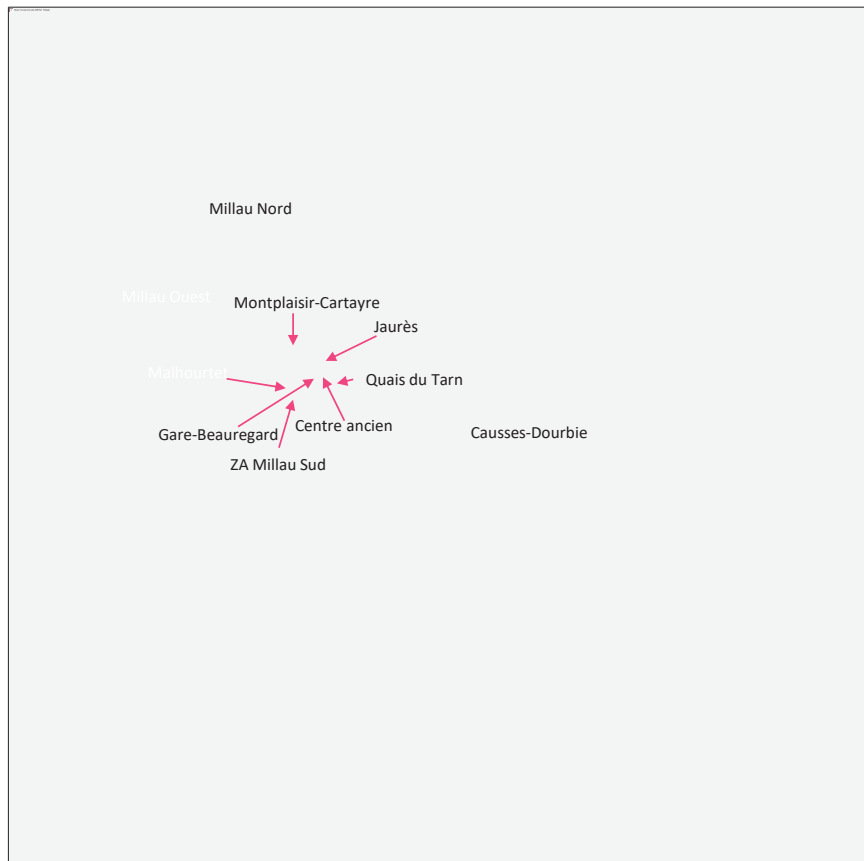 Millau Nord
Millau Ouest
Montplaisir-Cartayre
Jaurès
Malhourtet
Quais du Tarn
Centre ancien
Gare-Beauregard
Causses-Dourbie
ZA Millau Sud